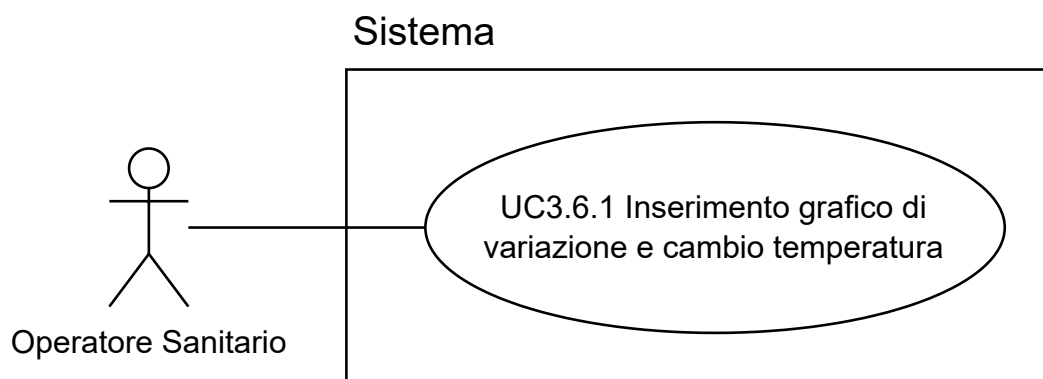 Sistema
UC3.6.1 Inserimento grafico di
variazione e cambio temperatura
Operatore Sanitario